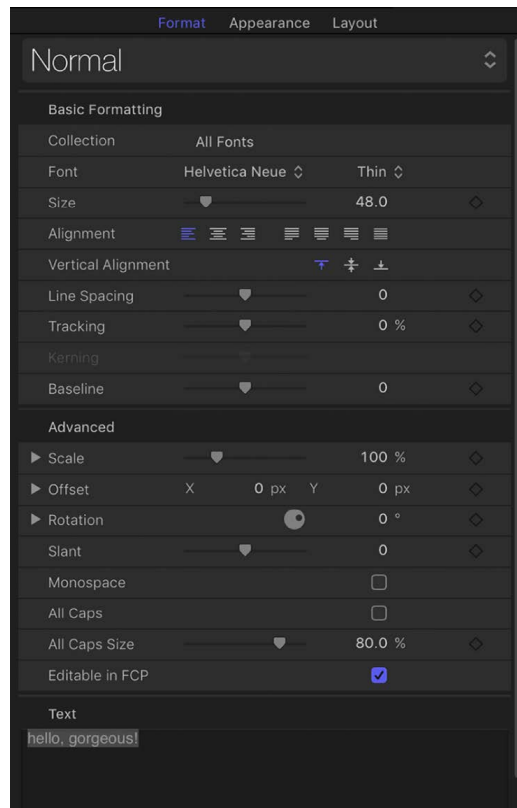 Format Appearance Layout
Normal
Basic Formatting
Collection All Fonts
Font Helvetica Neue Thin
Size 48.0
Alignment
Vertical Alignment
Line Spacing 0
Tracking 0 %
Kerning
Baseline 0
Advanced
Scale 100 %
Offset X 0 px Y 0 px
Rotation 0 °
Slant 0
Monospace
All Caps
All Caps Size 80.0 %
Editable in FCP
Text
hello, gorgeous!